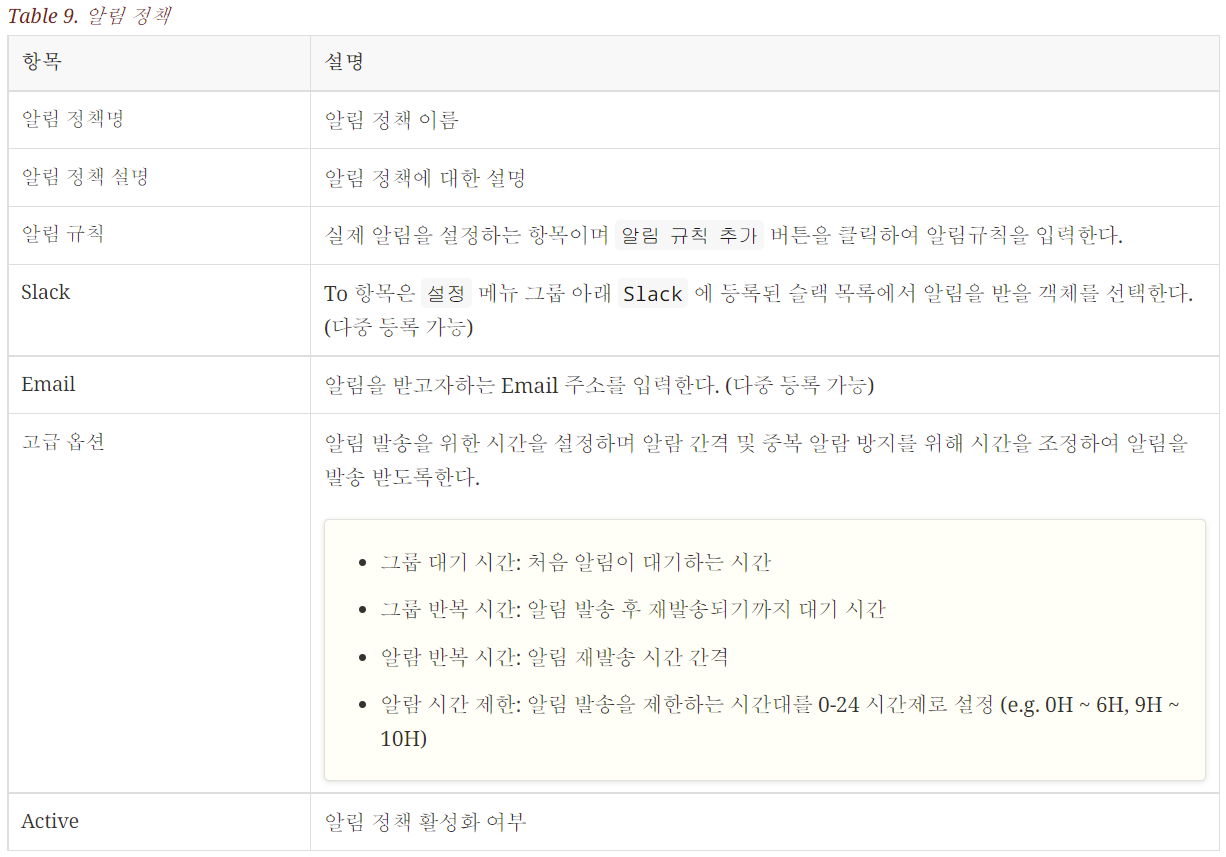 Table 9. 알림 정책
항목 설명
알림 정책명 알림 정책 이름
알림 정책 설명 알림 정책에 대한 설명
알림 규칙 실제 알림을 설정하는 항목이며 알림 규칙 추가 버튼을 클릭하여 알림규칙을 입력한다.
Slack To 항목은 설정 메뉴 그룹 아래 Slack 에 등록된 슬랙 목록에서 알림을 받을 객체를 선택한다.
(다중 등록 가능)
Email 알림을 받고자하는 Email 주소를 입력한다. (다중 등록 가능)
고급 옵션 알림 발송을 위한 시간을 설정하며 알람 간격 및 중복 알람 방지를 위해 시간을 조정하여 알림을
발송 받도록한다.
• 그룹 대기 시간: 처음 알림이 대기하는 시간
• 그룹 반복 시간: 알림 발송 후 재발송되기까지 대기 시간
• 알람 반복 시간: 알림 재발송 시간 간격
• 알람 시간 제한: 알림 발송을 제한하는 시간대를 0-24 시간제로 설정 (e.g. 0H ~ 6H, 9H ~
10H)
Active 알림 정책 활성화 여부